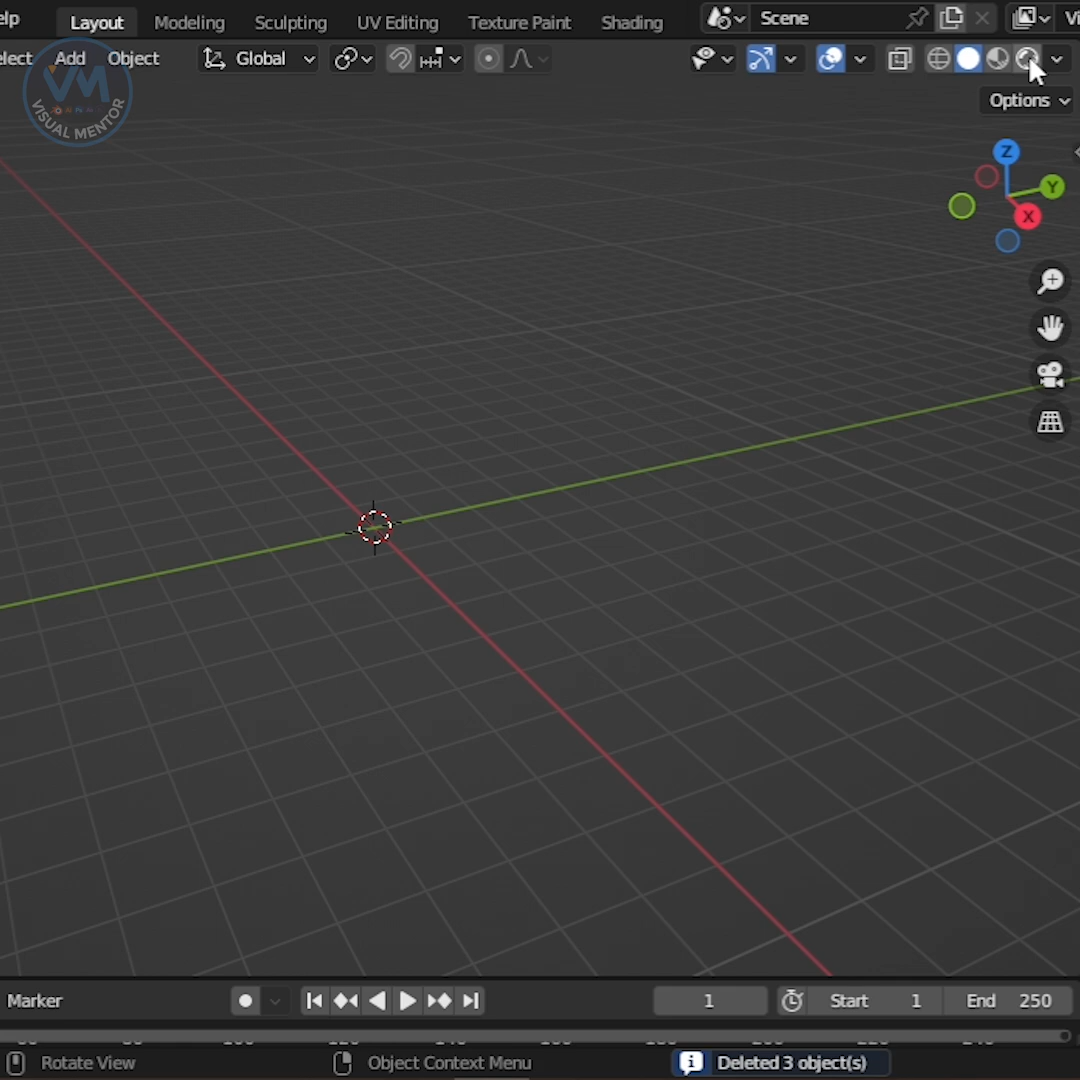 elp Layout Modeling Sculpting UV Editing Texture Paint Shading Scene
elect Add Object Global
VM
VISUAL MENTOR
Options
Z
Y
X
Marker 1 Start 1 End 250
Rotate View Object Context Menu Deleted 3 object(s)